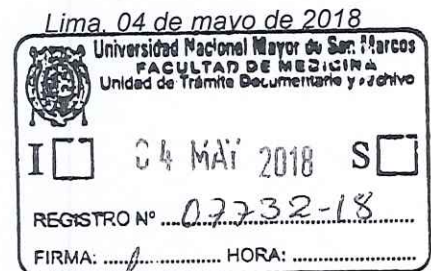 Lima, 04 de mayo de 2018
Universidad Nacional Mayor de San Marcos
FACULTAD DE MEDICINA
Unidad de Trámite Documentario y Archivo
I 04 MAY 2018 S
REGISTRO Nº 07732-18
FIRMA: HORA: